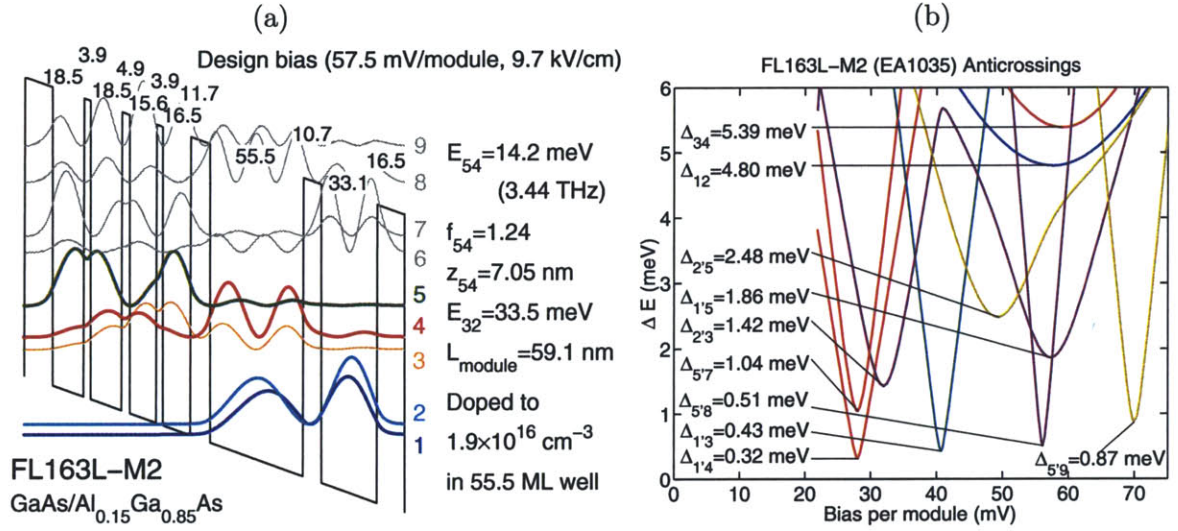 (a)
Design bias (57.5 mV/module, 9.7 kV/cm)
3.9
18.5
18.5
4.9
15.6
3.9
16.5
11.7
55.5
10.7
33.1
16.5
9
8
7
6
5
4
3
2
1
E54=14.2 meV
(3.44 THz)
f54=1.24
z54=7.05 nm
E32=33.5 meV
Lmodule=59.1 nm
Doped to
1.9×10^16 cm^-3
in 55.5 ML well
FL163L-M2
GaAs/Al0.15Ga0.85As
(b)
FL163L-M2 (EA1035) Anticrossings
Δ34=5.39 meV
Δ12=4.80 meV
Δ2'5=2.48 meV
Δ1'5=1.86 meV
Δ2'3=1.42 meV
Δ5'7=1.04 meV
Δ5'8=0.51 meV
Δ1'3=0.43 meV
Δ1'4=0.32 meV
Δ5'9=0.87 meV
6
5
4
3
2
1
0
Δ E (meV)
0 10 20 30 40 50 60 70
Bias per module (mV)